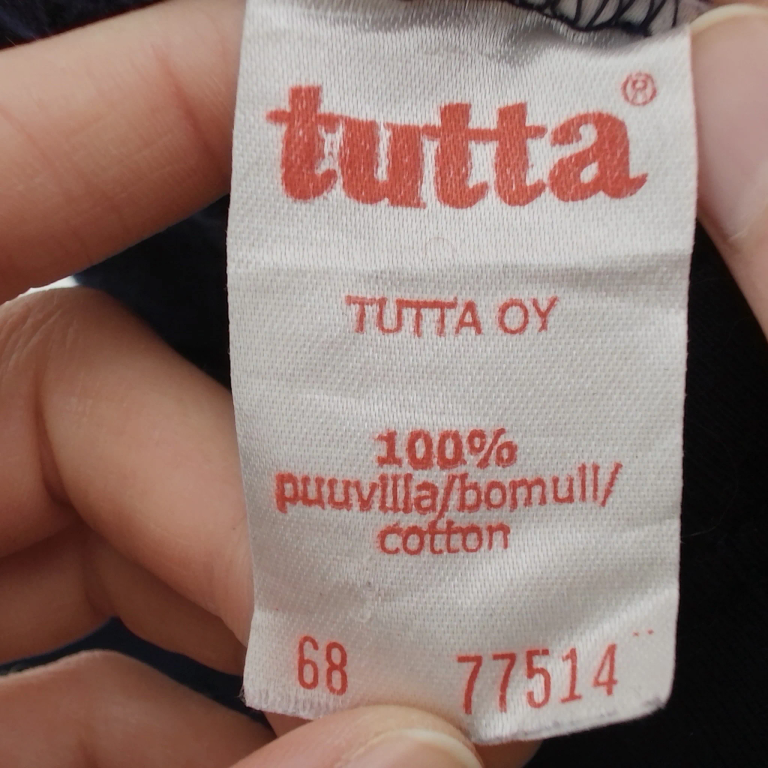 tutta®
TUTTA OY
100%
puuvilla/bomull/
cotton
68 77514